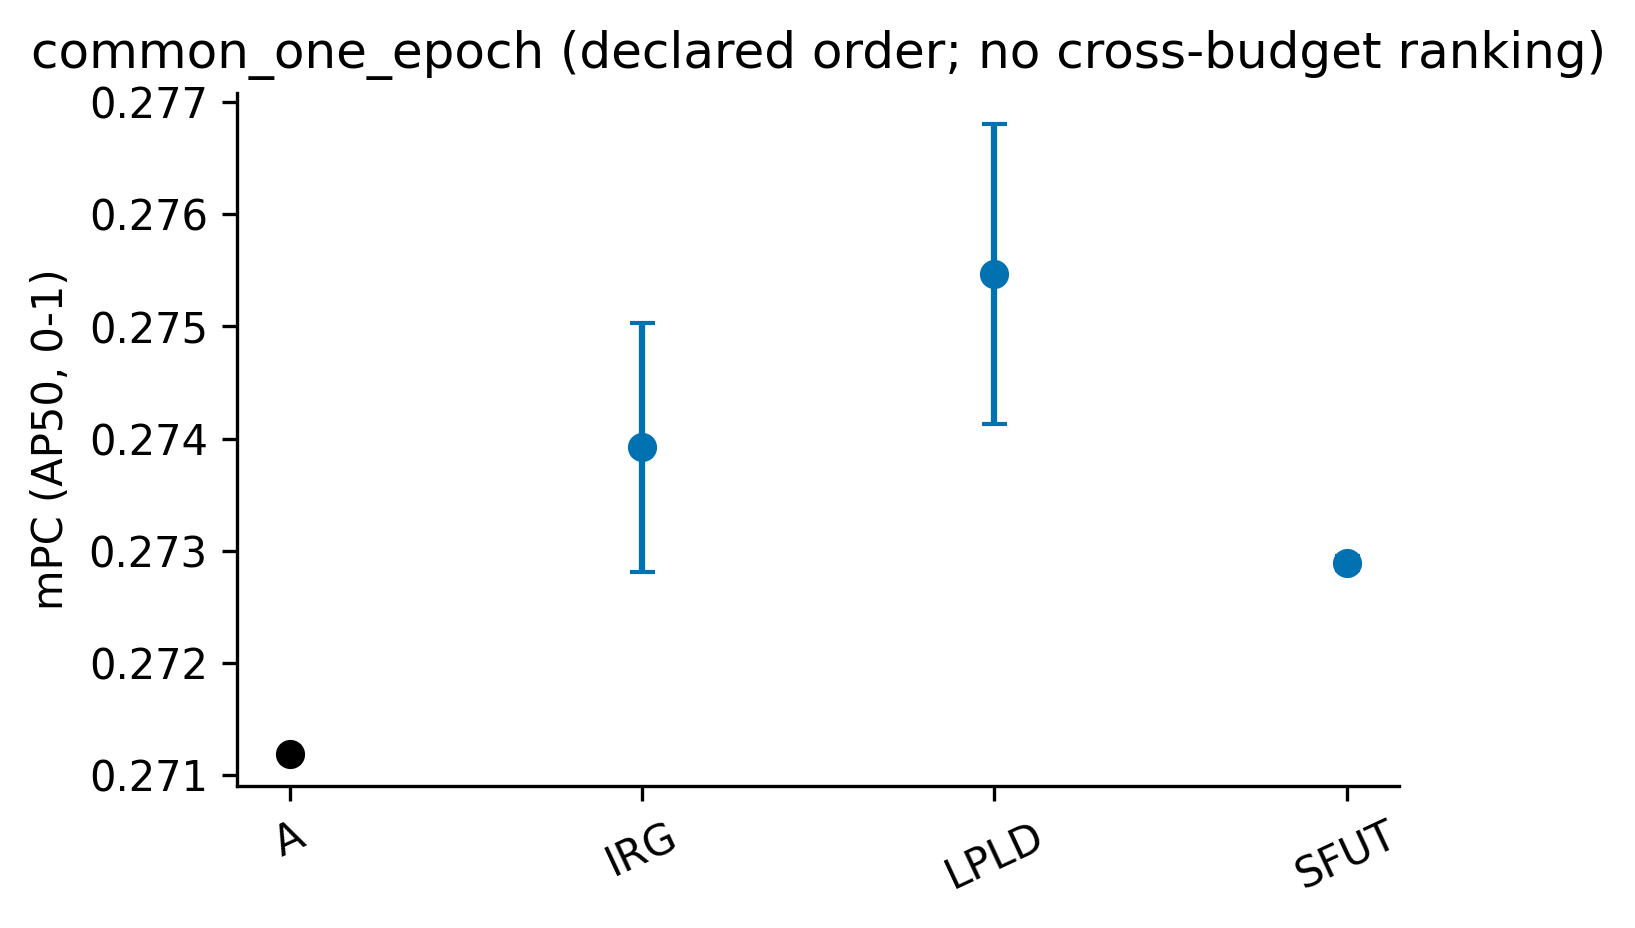 common_one_epoch (declared order; no cross-budget ranking)
mPC (AP50, 0-1)
0.277
0.276
0.275
0.274
0.273
0.272
0.271
A
IRG
LPLD
SFUT